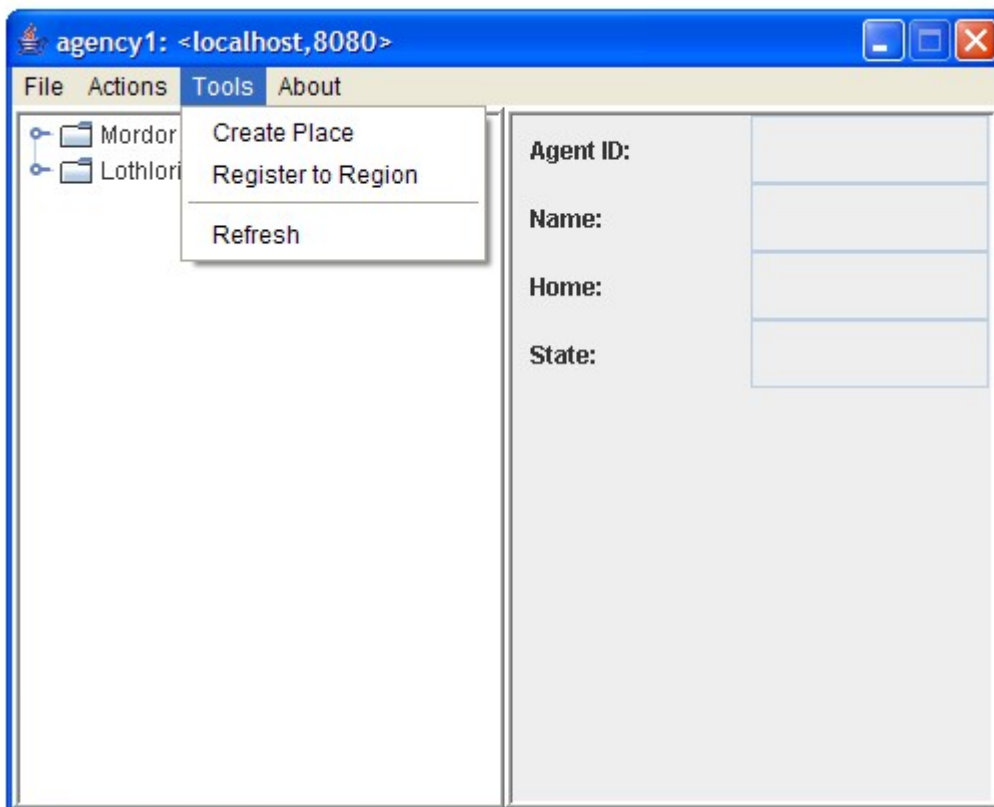 agency1: <localhost,8080>
File Actions Tools About
Mordor
Lothlori
Create Place
Register to Region
Refresh
Agent ID:
Name:
Home:
State: